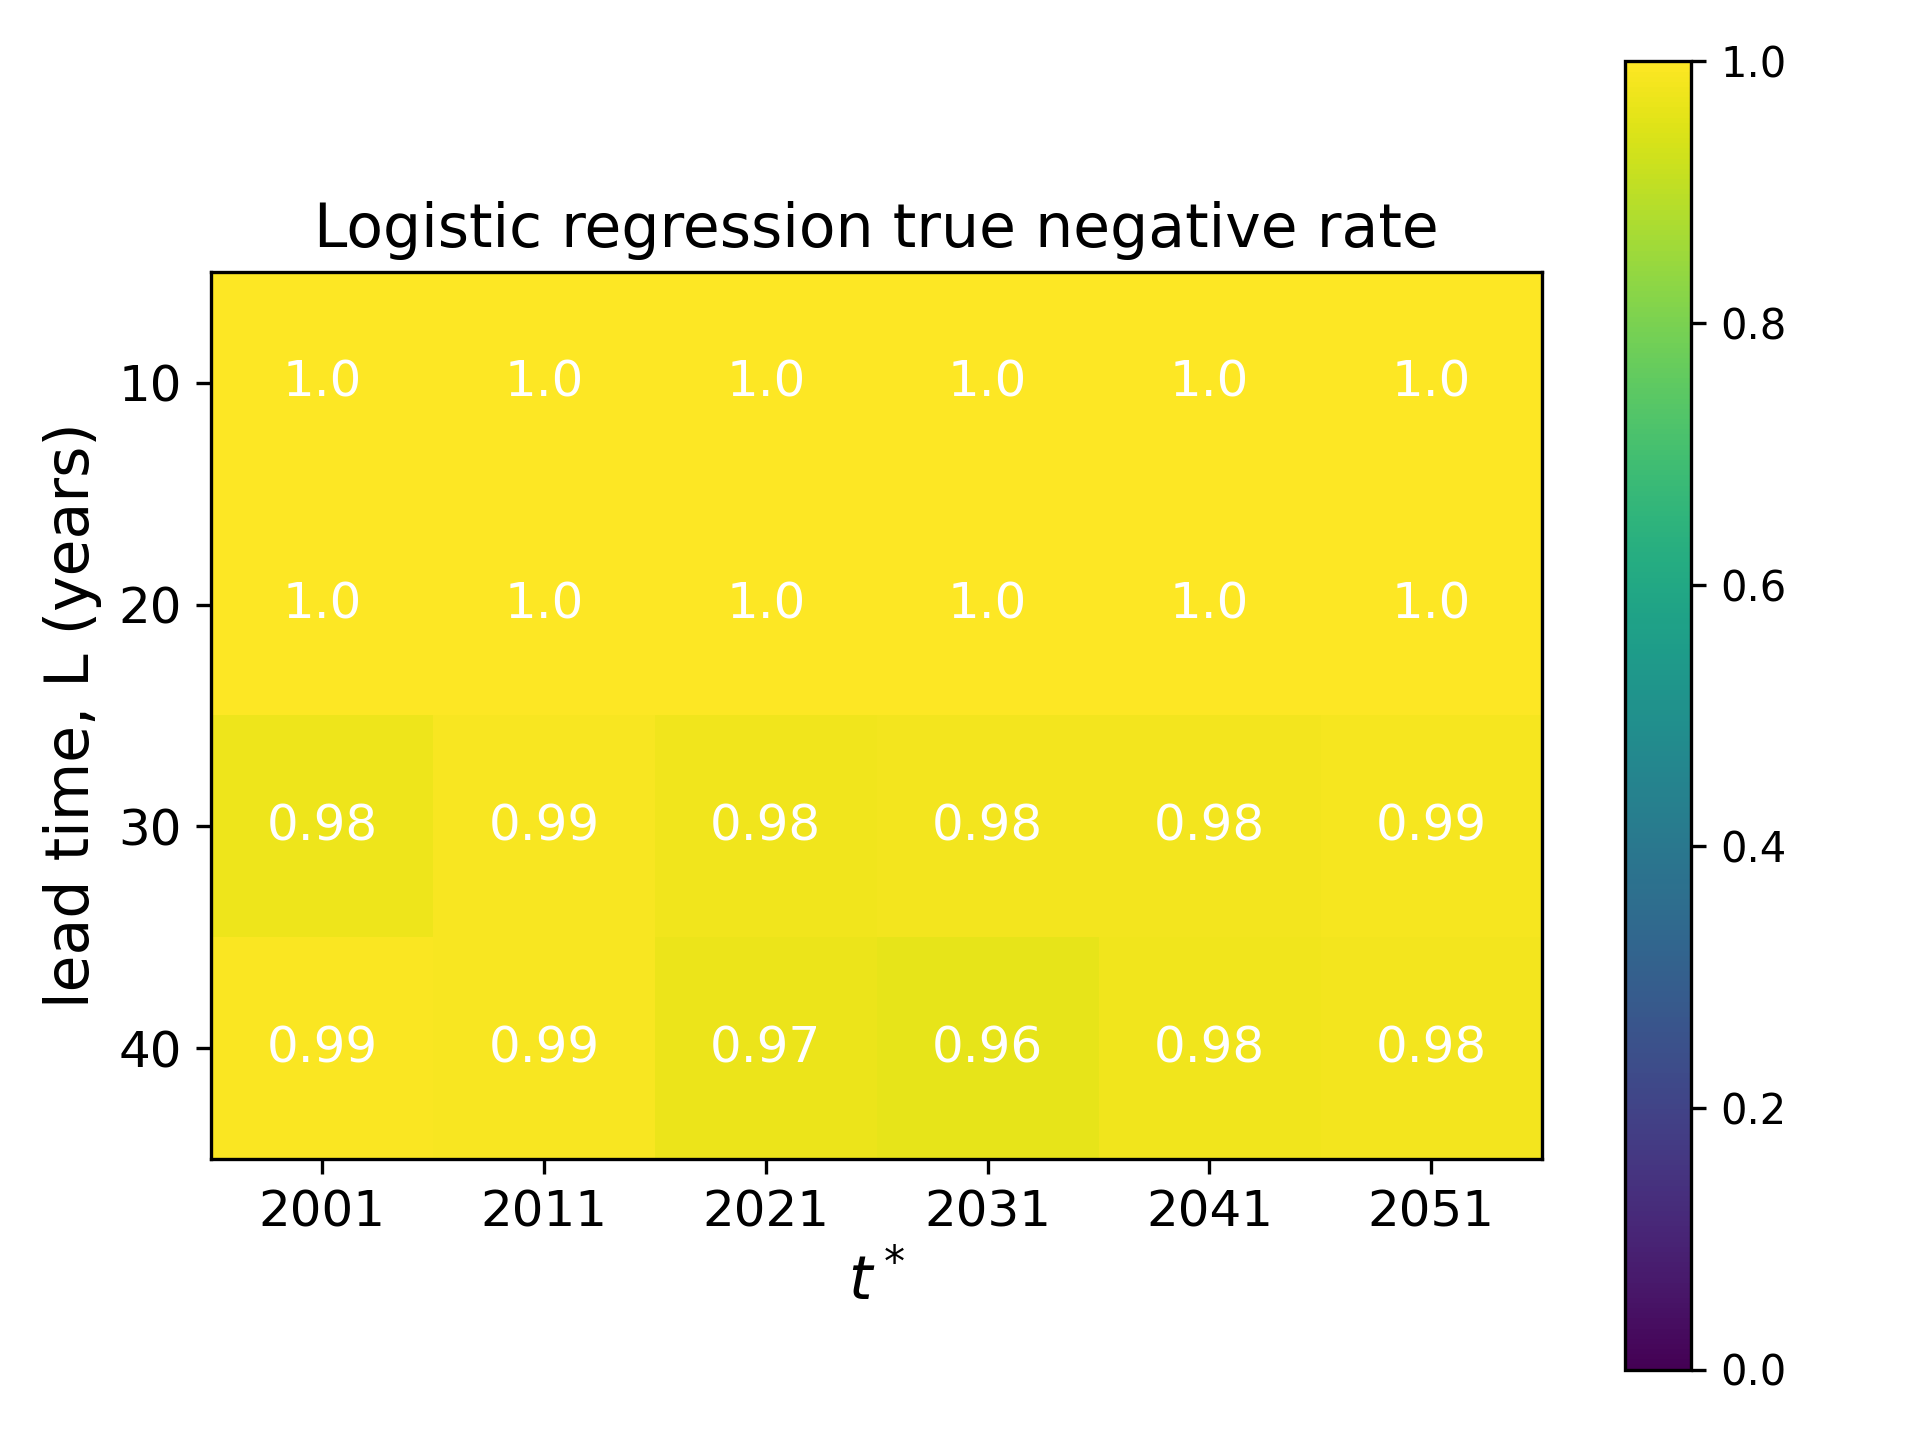 Logistic regression true negative rate
lead time, L (years)
10 1.0 1.0 1.0 1.0 1.0 1.0
20 1.0 1.0 1.0 1.0 1.0 1.0
30 0.98 0.99 0.98 0.98 0.98 0.99
40 0.99 0.99 0.97 0.96 0.98 0.98
2001 2011 2021 2031 2041 2051
t*
1.0
0.8
0.6
0.4
0.2
0.0